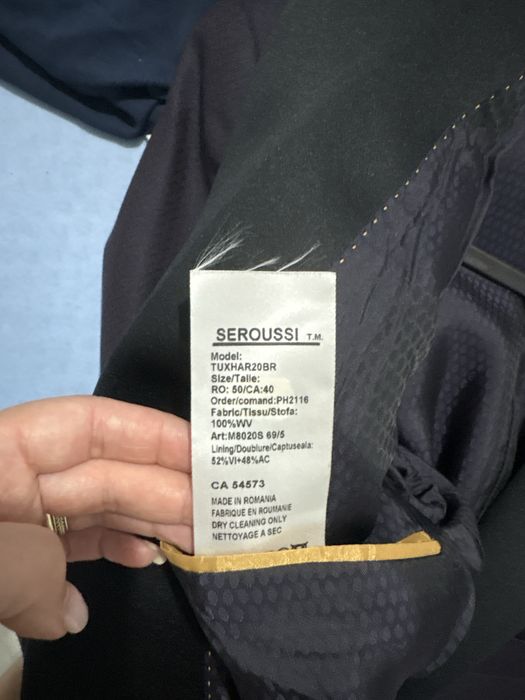 SEROUSSI T.M.
Model:
TUXHAR20BR
Size/Talie:
RO: 50/CA:40
Order/comand:PH2116
Fabric/Tissu/Stofa:
100%WV
Art:M8020S 69/5
Lining/Doublure/Captuseala:
52%VI+48%AC
CA 54573
MADE IN ROMANIA
FABRIQUE EN ROUMANIE
DRY CLEANING ONLY
NETTOYAGE A SEC